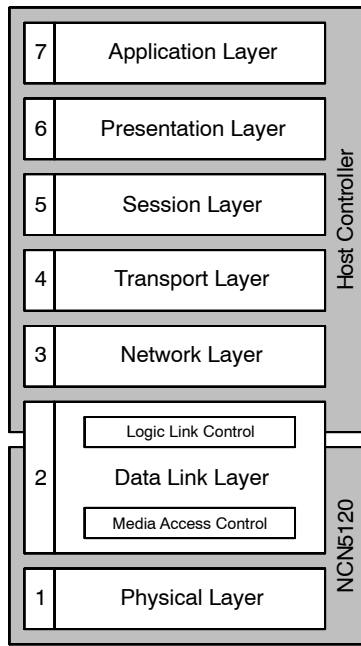 7 Application Layer
6 Presentation Layer
5 Session Layer
4 Transport Layer
3 Network Layer
Host Controller
Logic Link Control
2 Data Link Layer
Media Access Control
1 Physical Layer
NCN5120